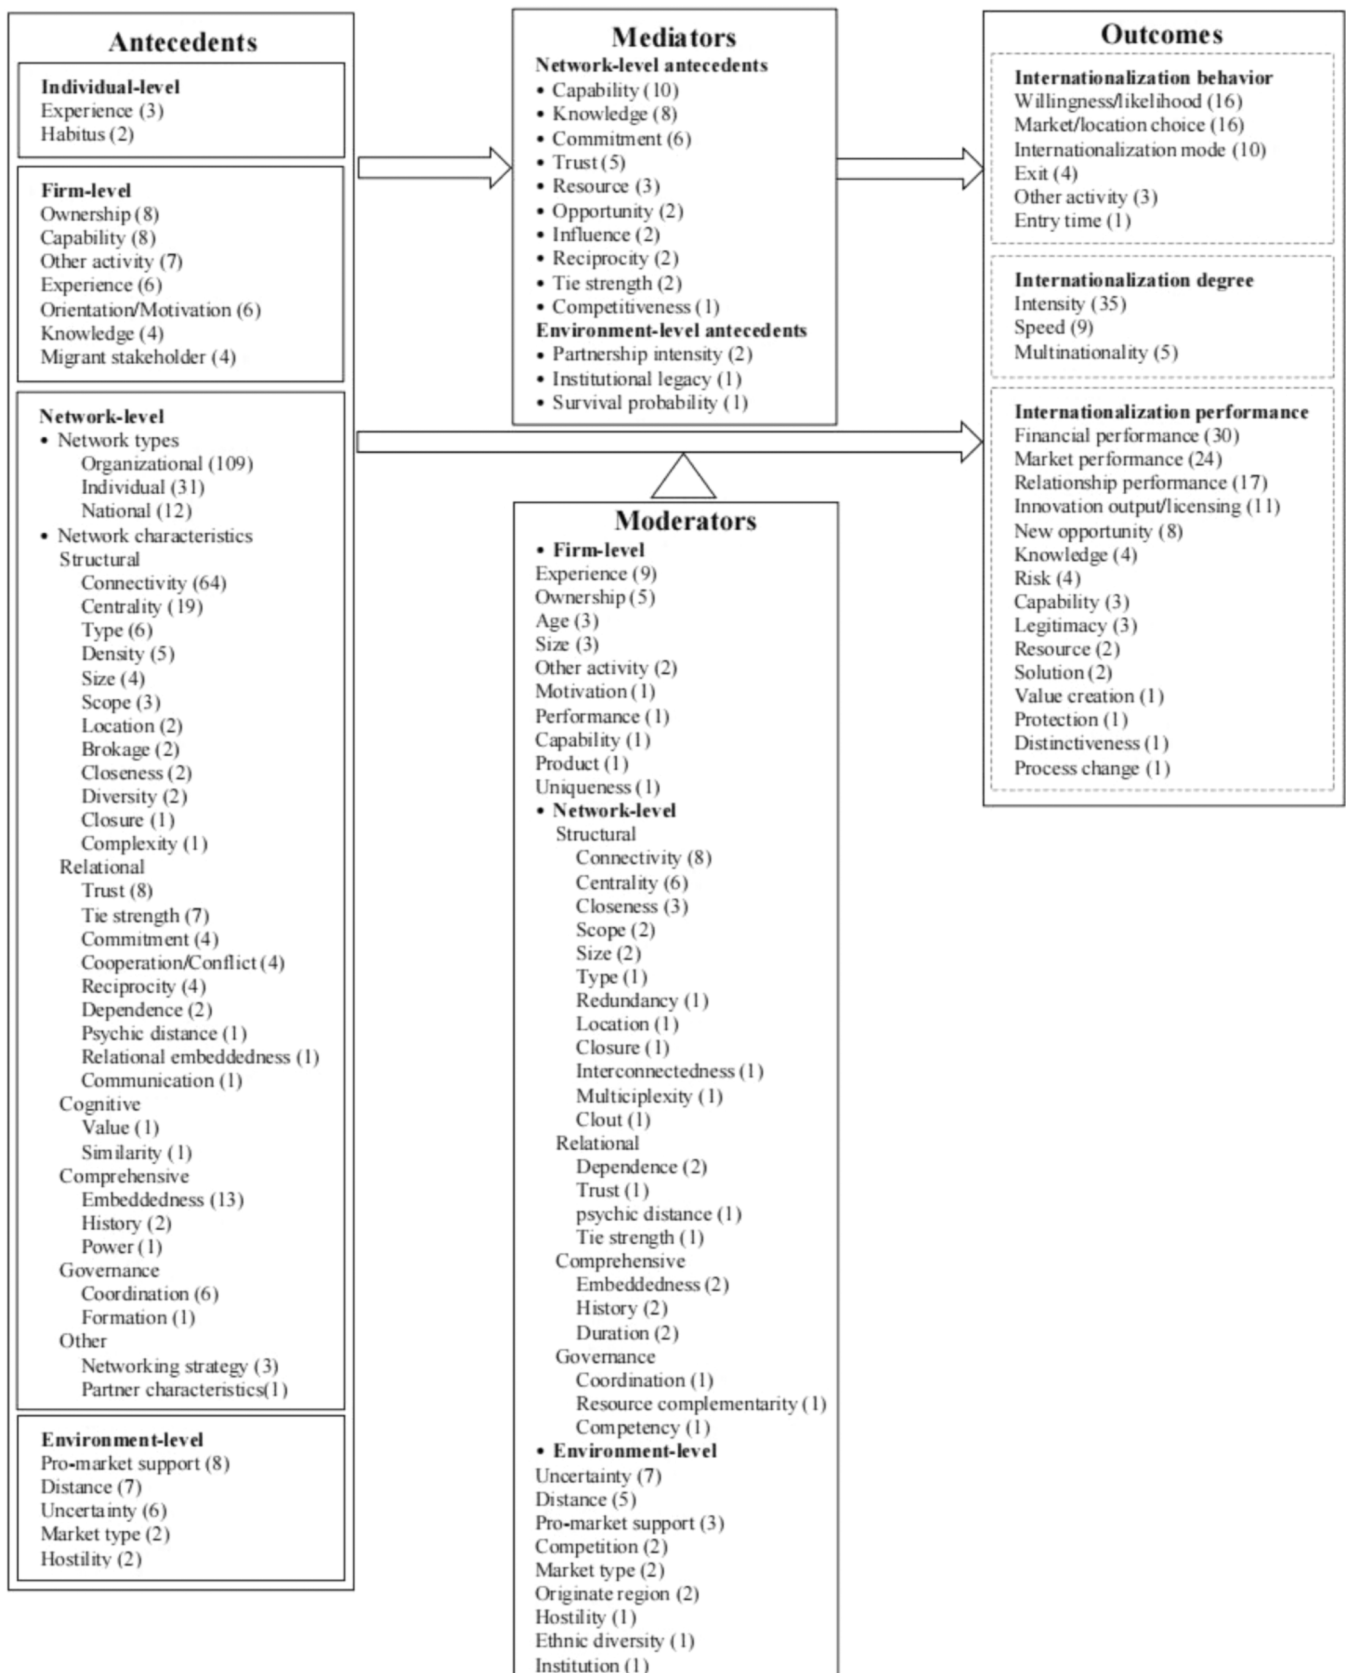 Antecedents
Individual-level
Experience (3)
Habitus (2)
Firm-level
Ownership (8)
Capability (8)
Other activity (7)
Experience (6)
Orientation/Motivation (6)
Knowledge (4)
Migrant stakeholder (4)
Network-level
• Network types
Organizational (109)
Individual (31)
National (12)
• Network characteristics
Structural
Connectivity (64)
Centrality (19)
Type (6)
Density (5)
Size (4)
Scope (3)
Location (2)
Brokage (2)
Closeness (2)
Diversity (2)
Closure (1)
Complexity (1)
Relational
Trust (8)
Tie strength (7)
Commitment (4)
Cooperation/Conflict (4)
Reciprocity (4)
Dependence (2)
Psychic distance (1)
Relational embeddedness (1)
Communication (1)
Cognitive
Value (1)
Similarity (1)
Comprehensive
Embeddedness (13)
History (2)
Power (1)
Governance
Coordination (6)
Formation (1)
Other
Networking strategy (3)
Partner characteristics(1)
Environment-level
Pro-market support (8)
Distance (7)
Uncertainty (6)
Market type (2)
Hostility (2)
Mediators
Network-level antecedents
• Capability (10)
• Knowledge (8)
• Commitment (6)
• Trust (5)
• Resource (3)
• Opportunity (2)
• Influence (2)
• Reciprocity (2)
• Tie strength (2)
• Competitiveness (1)
Environment-level antecedents
• Partnership intensity (2)
• Institutional legacy (1)
• Survival probability (1)
Moderators
• Firm-level
Experience (9)
Ownership (5)
Age (3)
Size (3)
Other activity (2)
Motivation (1)
Performance (1)
Capability (1)
Product (1)
Uniqueness (1)
• Network-level
Structural
Connectivity (8)
Centrality (6)
Closeness (3)
Scope (2)
Size (2)
Type (1)
Redundancy (1)
Location (1)
Closure (1)
Interconnectedness (1)
Multiciplexity (1)
Clout (1)
Relational
Dependence (2)
Trust (1)
psychic distance (1)
Tie strength (1)
Comprehensive
Embeddedness (2)
History (2)
Duration (2)
Governance
Coordination (1)
Resource complementarity (1)
Competency (1)
• Environment-level
Uncertainty (7)
Distance (5)
Pro-market support (3)
Competition (2)
Market type (2)
Originate region (2)
Hostility (1)
Ethnic diversity (1)
Institution (1)
Outcomes
Internationalization behavior
Willingness/likelihood (16)
Market/location choice (16)
Internationalization mode (10)
Exit (4)
Other activity (3)
Entry time (1)
Internationalization degree
Intensity (35)
Speed (9)
Multinationality (5)
Internationalization performance
Financial performance (30)
Market performance (24)
Relationship performance (17)
Innovation output/licensing (11)
New opportunity (8)
Knowledge (4)
Risk (4)
Capability (3)
Legitimacy (3)
Resource (2)
Solution (2)
Value creation (1)
Protection (1)
Distinctiveness (1)
Process change (1)